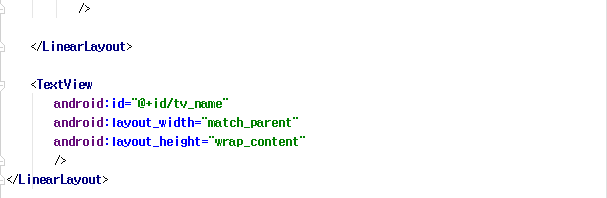 />
</LinearLayout>
<TextView
android:id="@+id/tv_name"
android:layout_width="match_parent"
android:layout_height="wrap_content"
/>
</LinearLayout>